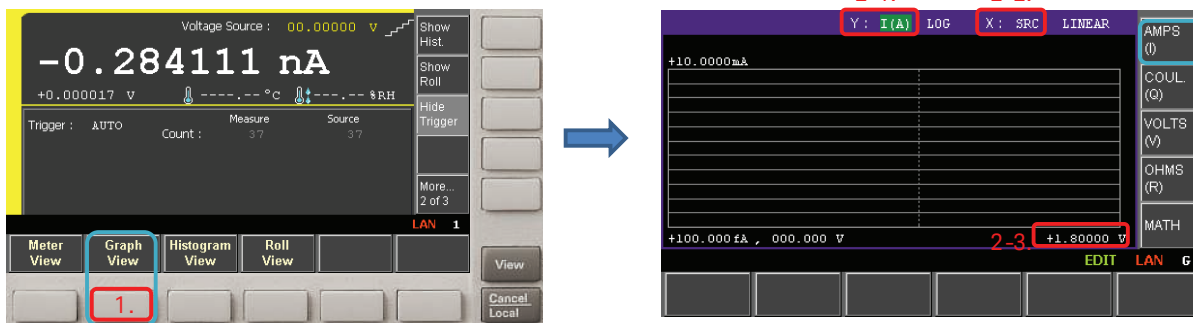 Voltage Source : 00.00000 V
Show Hist.
-0.284111 nA
Show Roll
+0.000017 V ----.-- °C ---.-- %RH
Hide Trigger
Trigger : AUTO
Measure Source
Count : 37 37
More... 2 of 3
LAN 1
Meter View
Graph View
Histogram View
Roll View
View
1.
Cancel Local
Y: I(A) LOG X: SRC LINEAR
AMPS (I)
+10.0000mA
COUL. (Q)
VOLTS (V)
OHMS (R)
MATH
+100.000fA , 000.000 V
2-3.
+1.80000 V
EDIT LAN G